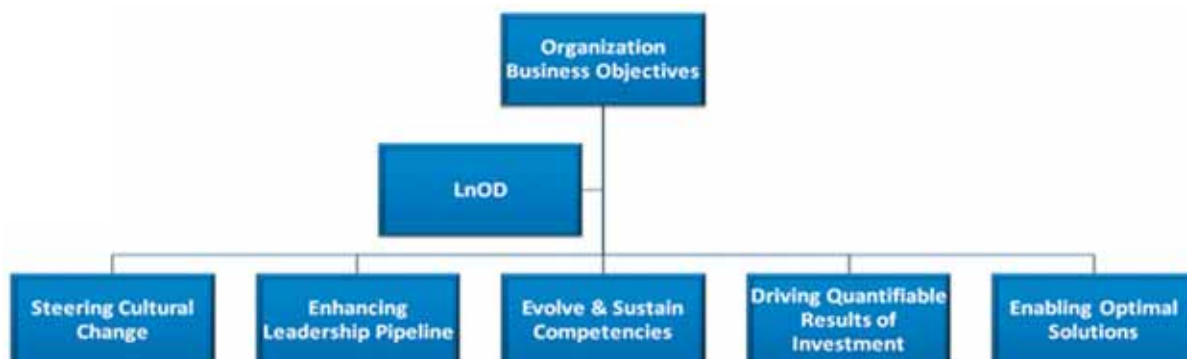 Organization
Business Objectives
LnOD
Steering Cultural
Change
Enhancing
Leadership Pipeline
Evolve & Sustain
Competencies
Driving Quantifiable
Results of
Investment
Enabling Optimal
Solutions